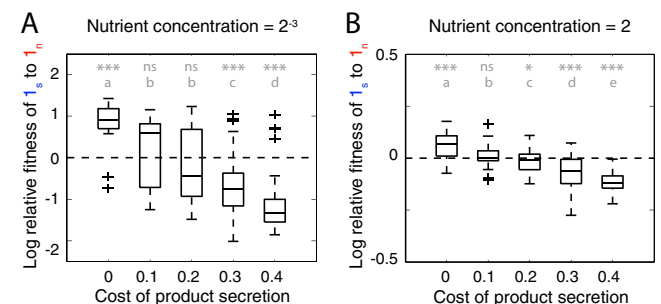 A
Nutrient concentration = 2-3
Log relative fitness of 1s to 1n
2
1
0
-1
-2
*** ns ns *** ***
a b b c d
0 0.1 0.2 0.3 0.4
Cost of product secretion
B
Nutrient concentration = 2
Log relative fitness of 1s to 1n
0.5
0
-0.5
*** ns * *** ***
a b c d e
0 0.1 0.2 0.3 0.4
Cost of product secretion